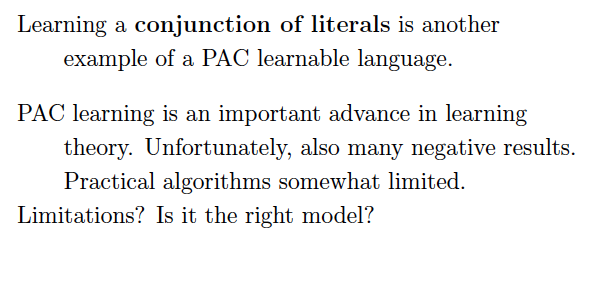 Learning a conjunction of literals is another
example of a PAC learnable language.
PAC learning is an important advance in learning
theory. Unfortunately, also many negative results.
Practical algorithms somewhat limited.
Limitations? Is it the right model?